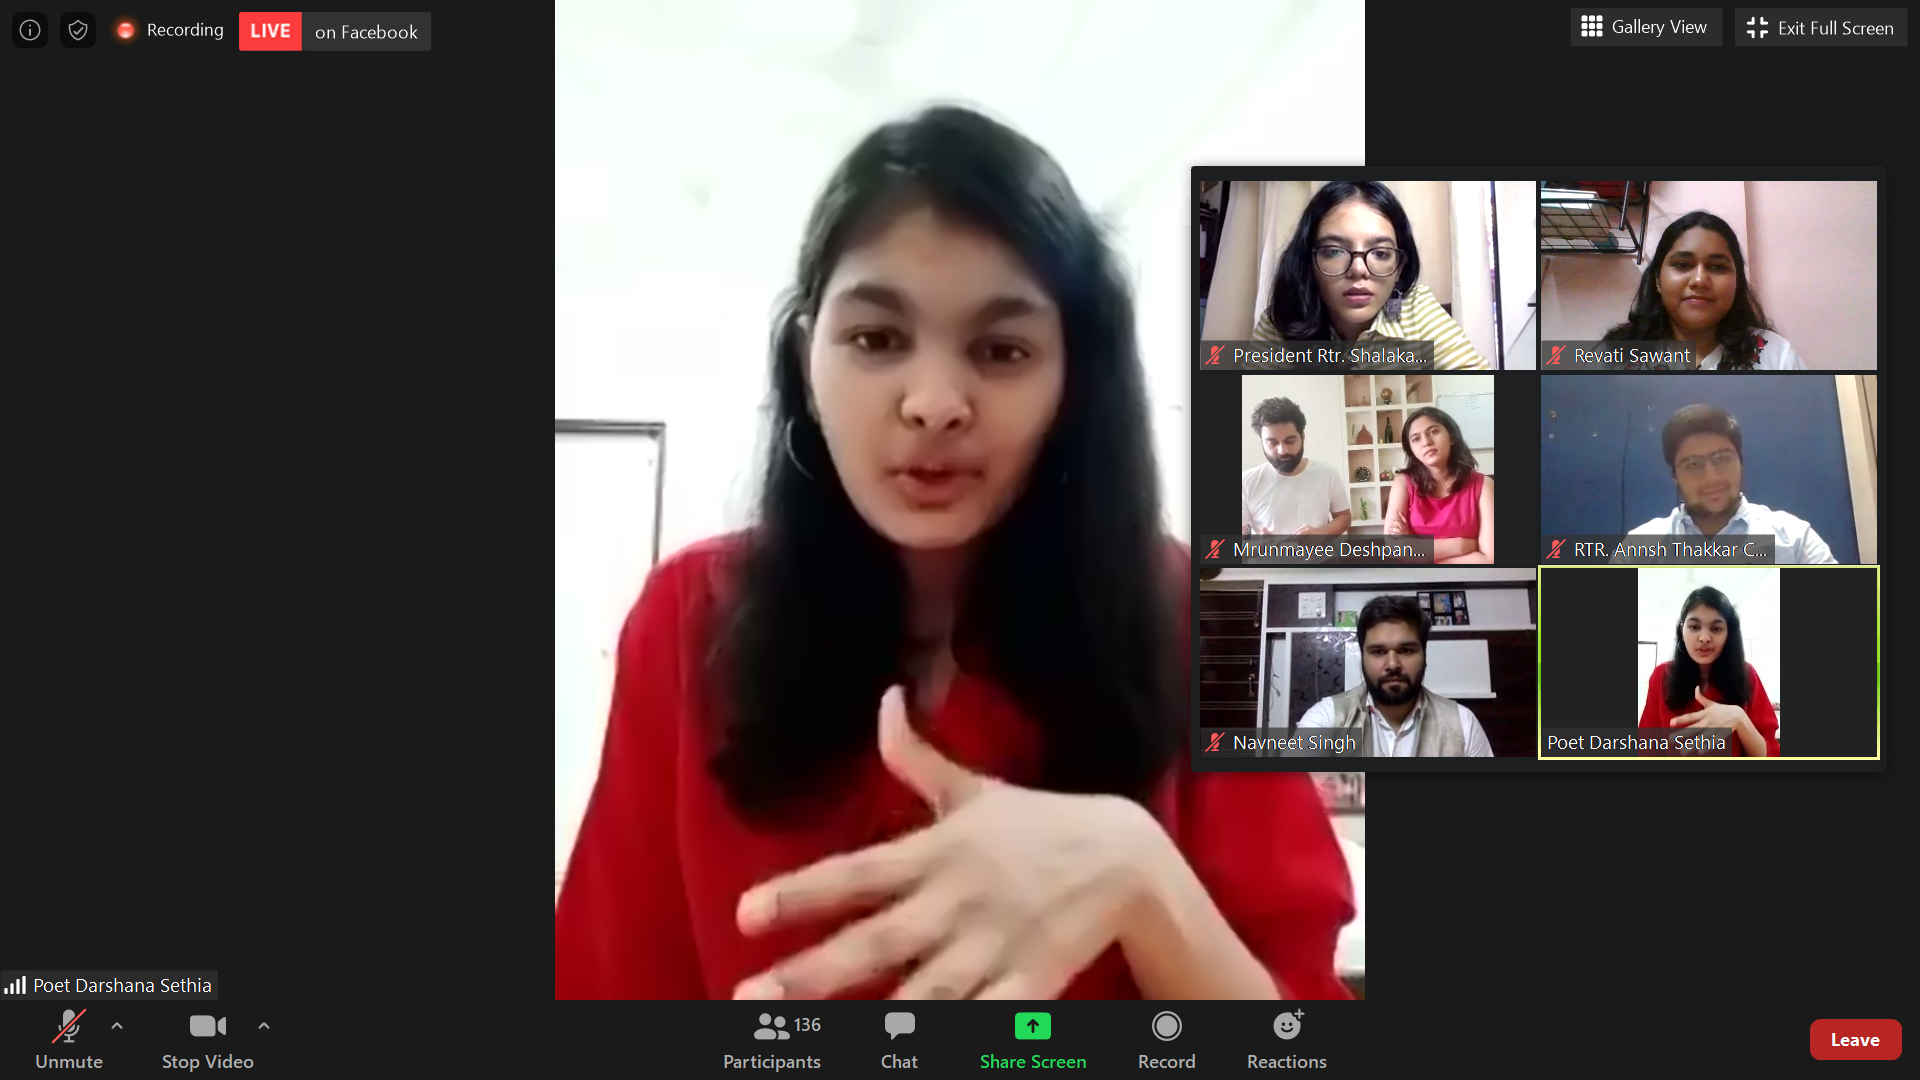 Recording
LIVE on Facebook
Gallery View
Exit Full Screen
President Rtr. Shalaka...
Revati Sawant
Mrunmayee Deshpan...
RTR. Annsh Thakkar C...
Navneet Singh
Poet Darshana Sethia
Poet Darshana Sethia
Unmute
Stop Video
136
Participants
Chat
Share Screen
Record
Reactions
Leave